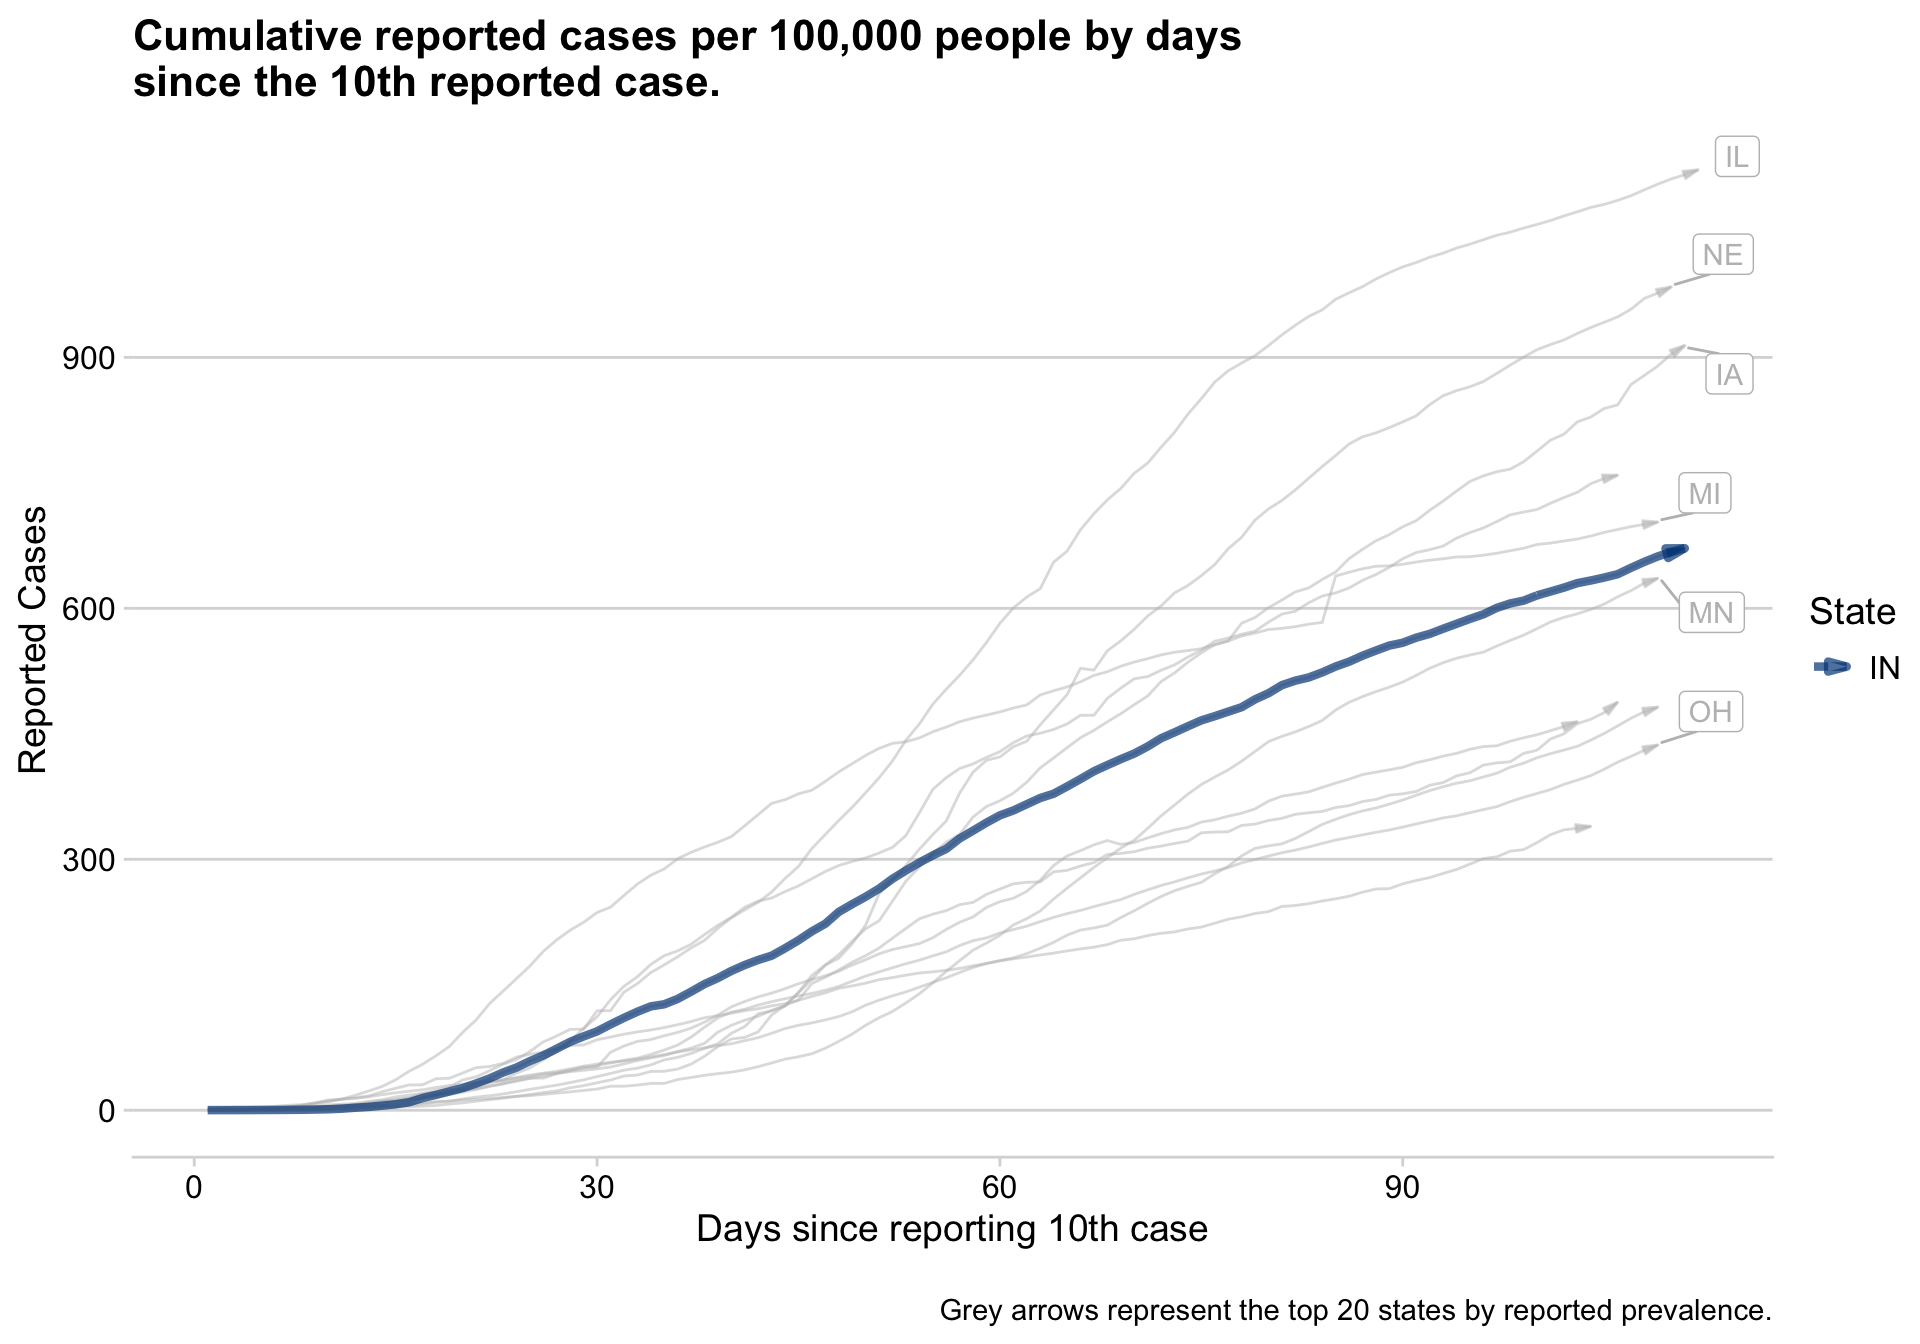 Cumulative reported cases per 100,000 people by days
since the 10th reported case.
IL
NE
900
IA
MI
Reported Cases
600
MN
State
IN
OH
300
0
0 30 60 90
Days since reporting 10th case
Grey arrows represent the top 20 states by reported prevalence.